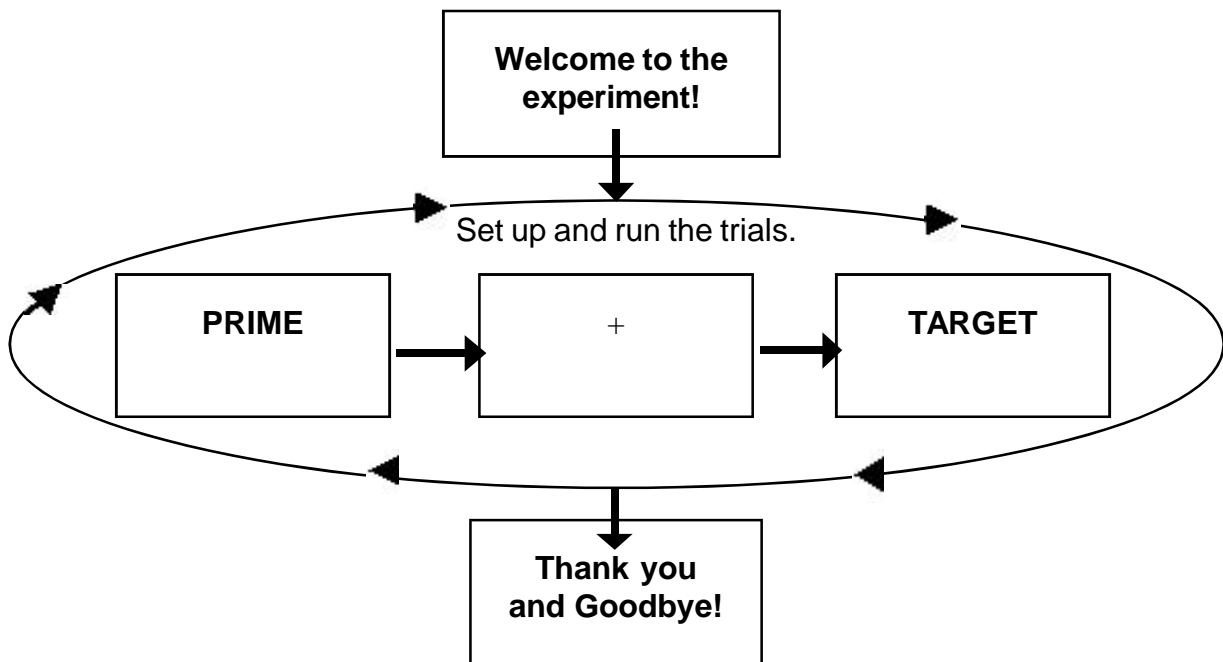 Welcome to the
experiment!
Set up and run the trials.
PRIME
+
TARGET
Thank you
and Goodbye!